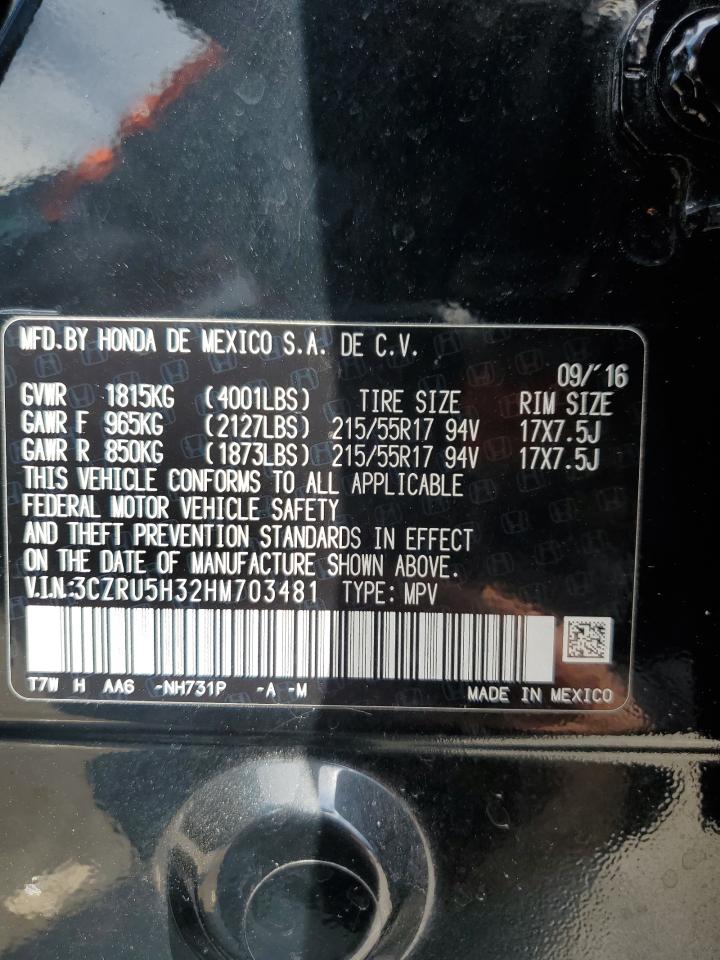 MFD. BY HONDA DE MEXICO S.A. DE C.V.
09/'16
GVWR 1815KG (4001LBS) TIRE SIZE RIM SIZE
GAWR F 965KG (2127LBS) 215/55R17 94V 17X7.5J
GAWR R 850KG (1873LBS) 215/55R17 94V 17X7.5J
THIS VEHICLE CONFORMS TO ALL APPLICABLE
FEDERAL MOTOR VEHICLE SAFETY
AND THEFT PREVENTION STANDARDS IN EFFECT
ON THE DATE OF MANUFACTURE SHOWN ABOVE.
V.I.N:3CZRU5H32HM703481 TYPE: MPV
T7W H AA6 -NH731P -A -M MADE IN MEXICO